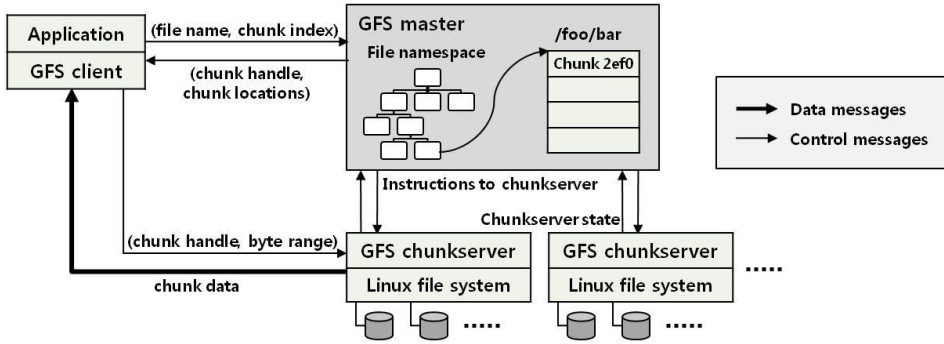 Application
GFS client
(file name, chunk index)
(chunk handle,
chunk locations)
GFS master
File namespace
/foo/bar
Chunk 2ef0
Data messages
Control messages
Instructions to chunkserver
Chunkserver state
(chunk handle, byte range)
chunk data
GFS chunkserver
Linux file system
.....
GFS chunkserver
Linux file system
.....
.....